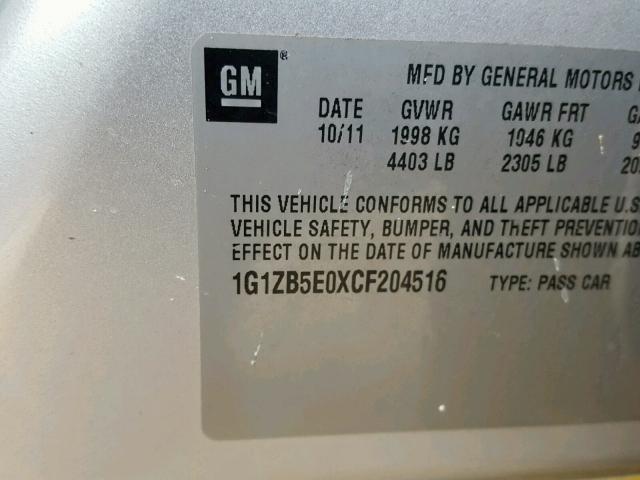 GM ®
MFD BY GENERAL MOTORS
DATE GVWR GAWR FRT
10/11 1998 KG 1046 KG
4403 LB 2305 LB
THIS VEHICLE CONFORMS TO ALL APPLICABLE U.S
VEHICLE SAFETY, BUMPER, AND THEFT PREVENTION
EFFECT ON THE DATE OF MANUFACTURE SHOWN AB
1G1ZB5E0XCF204516 TYPE: PASS CAR